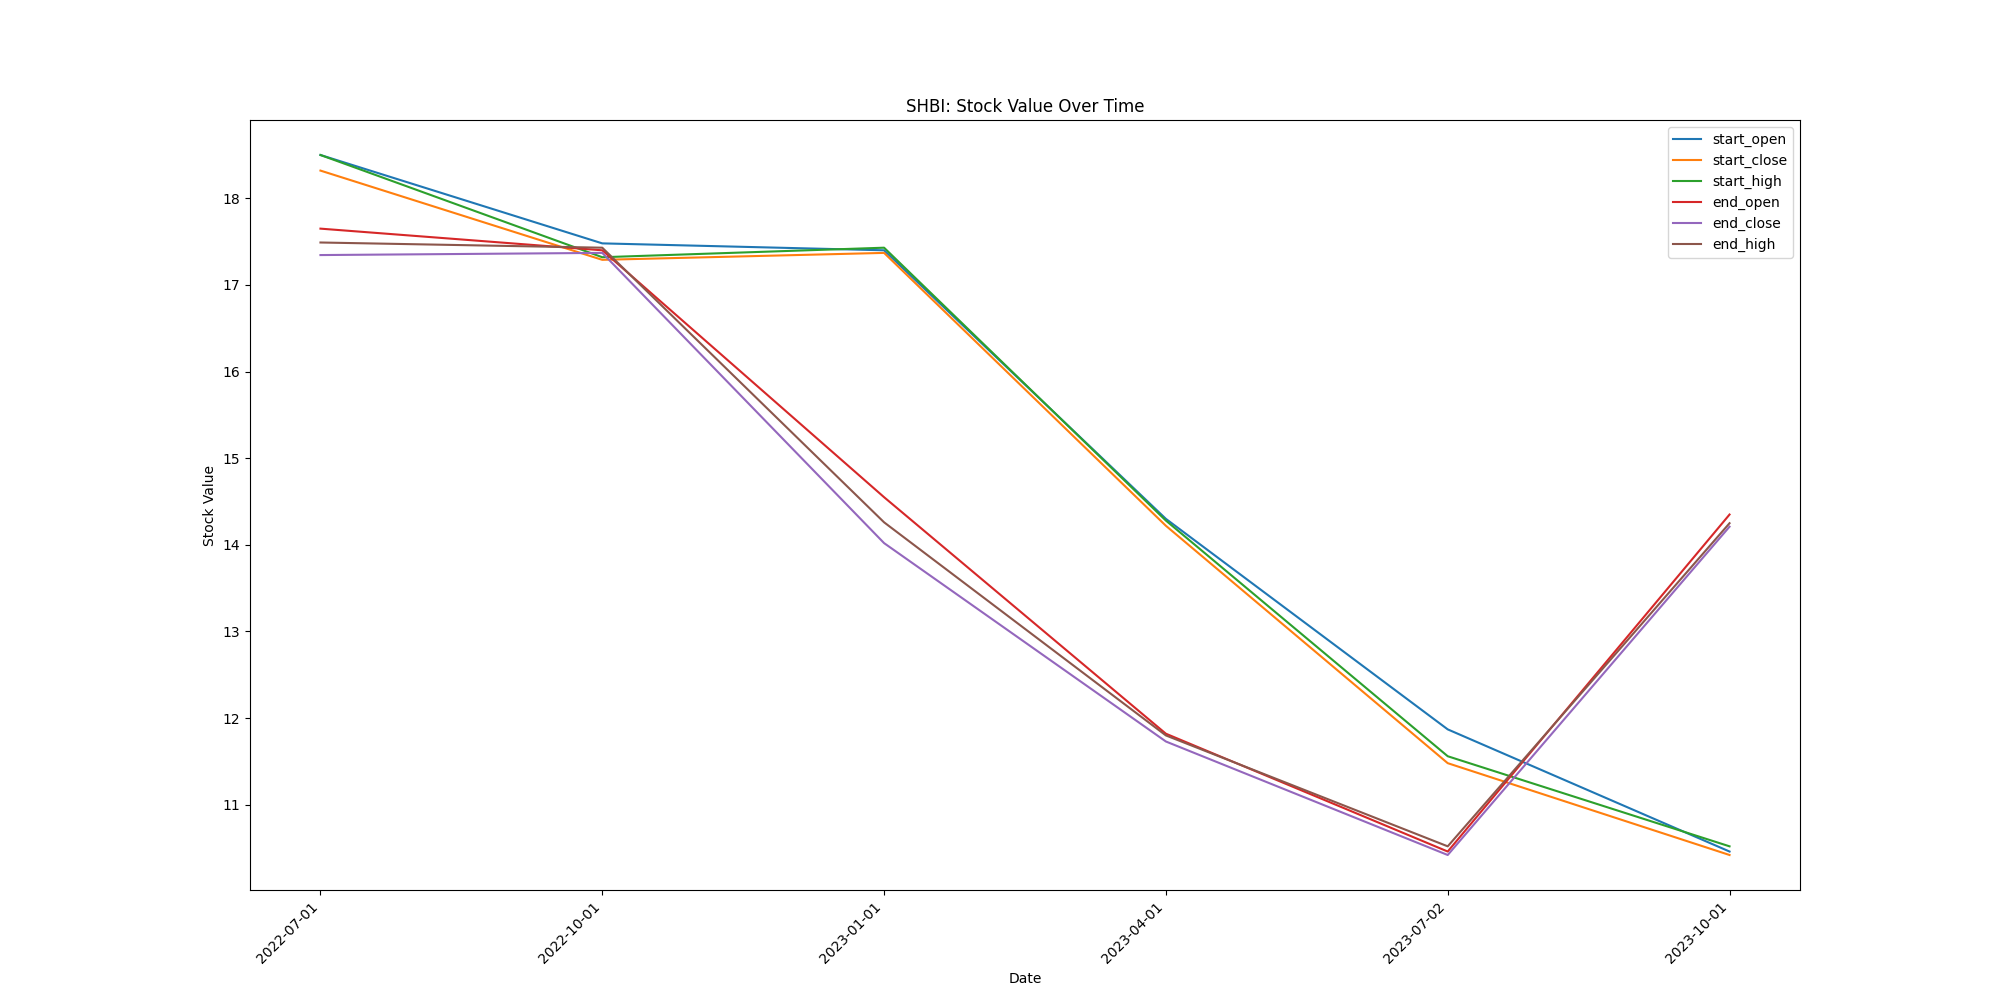 SHBI: Stock Value Over Time
start_open
start_close
start_high
end_open
end_close
end_high
Stock Value
18
17
16
15
14
13
12
11
2022-07-01
2022-10-01
2023-01-01
2023-04-01
2023-07-02
2023-10-01
Date